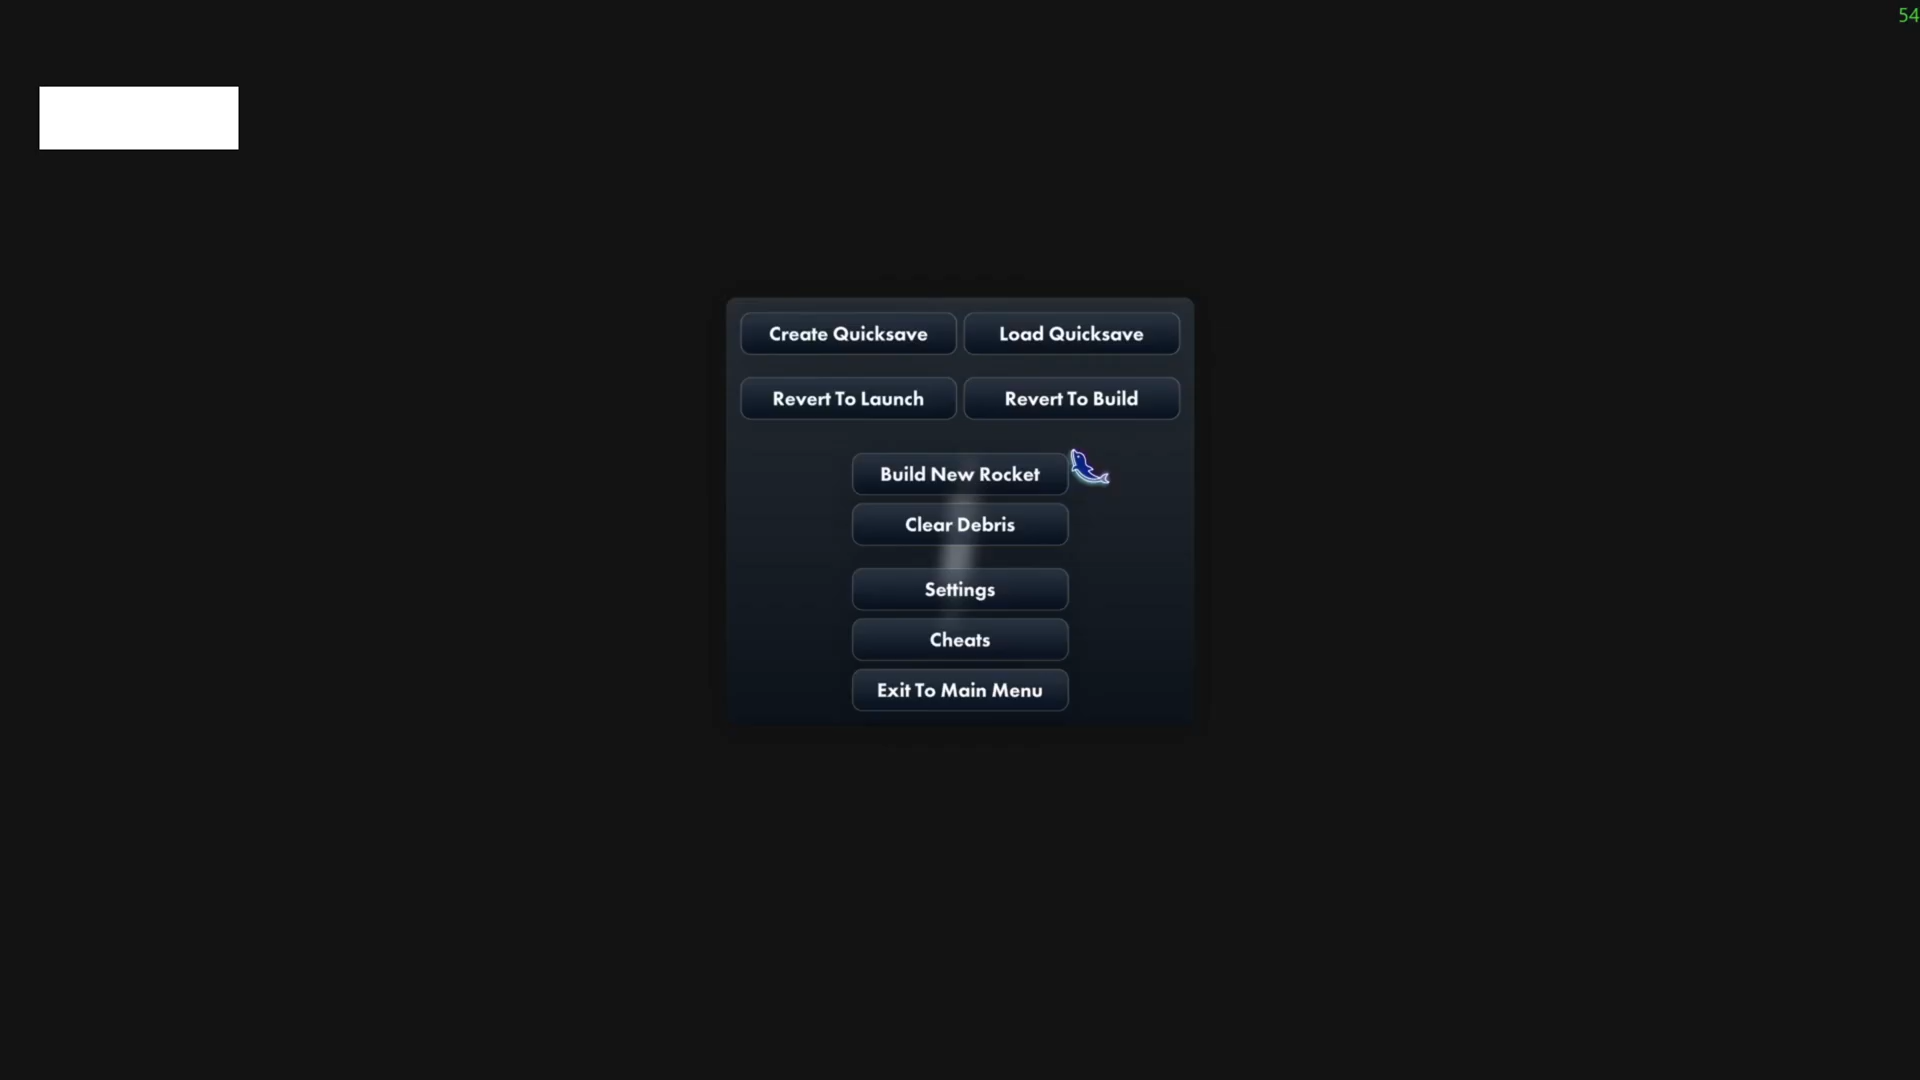 54
Create Quicksave Load Quicksave
Revert To Launch Revert To Build
Build New Rocket
Clear Debris
Settings
Cheats
Exit To Main Menu